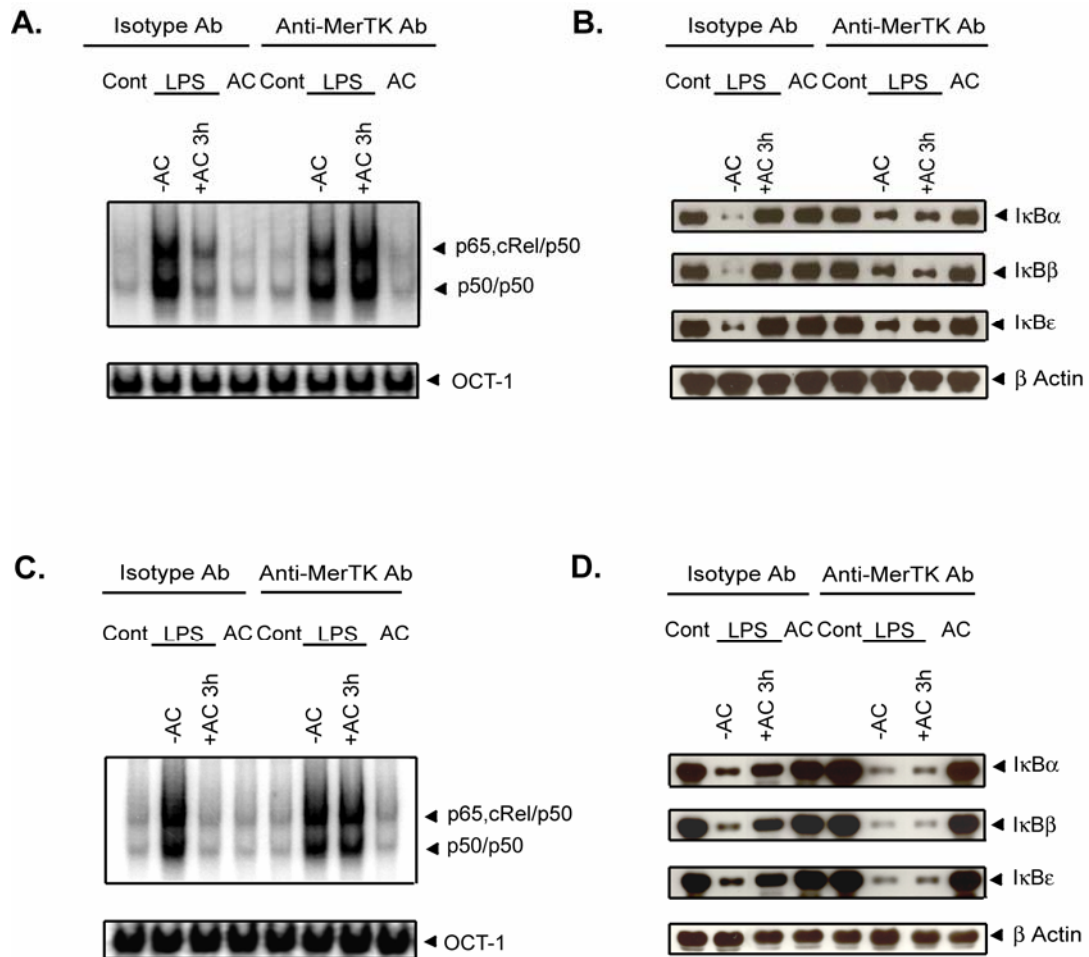 A.
Isotype Ab Anti-MerTK Ab
Cont LPS AC Cont LPS AC
-AC +AC 3h -AC +AC 3h
p65,cRel/p50
p50/p50
OCT-1
B.
Isotype Ab Anti-MerTK Ab
Cont LPS AC Cont LPS AC
-AC +AC 3h -AC +AC 3h
IκBα
IκBβ
IκBε
β Actin
C.
Isotype Ab Anti-MerTK Ab
Cont LPS AC Cont LPS AC
-AC +AC 3h -AC +AC 3h
p65,cRel/p50
p50/p50
OCT-1
D.
Isotype Ab Anti-MerTK Ab
Cont LPS AC Cont LPS AC
-AC +AC 3h -AC +AC 3h
IκBα
IκBβ
IκBε
β Actin